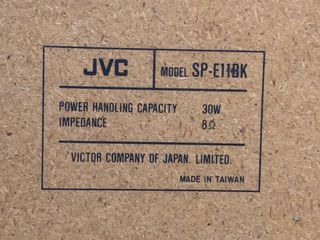 JVC MODEL SP-E11BK
POWER HANDLING CAPACITY 30W
IMPEDANCE 8Ω
VICTOR COMPANY OF JAPAN, LIMITED.
MADE IN TAIWAN